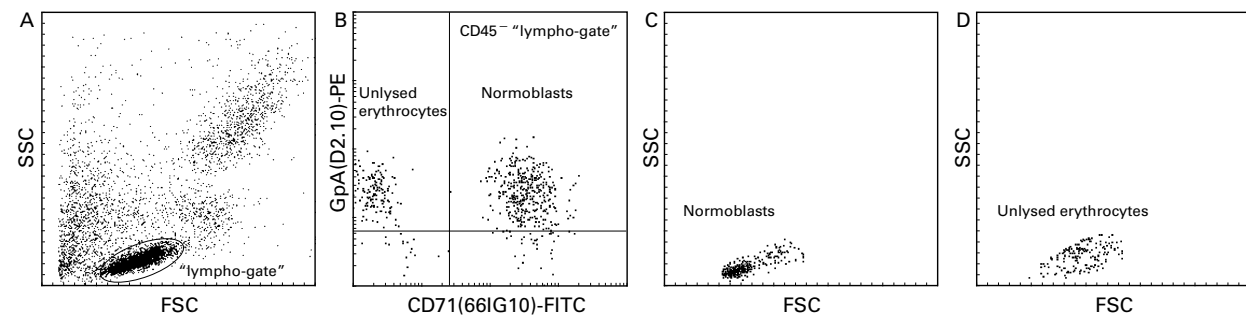 A
SSC
"lympho-gate"
FSC
B
GpA(D2.10)-PE
CD45⁻ "lympho-gate"
Unlysed
erythrocytes
Normoblasts
CD71(66IG10)-FITC
C
SSC
Normoblasts
FSC
D
SSC
Unlysed erythrocytes
FSC